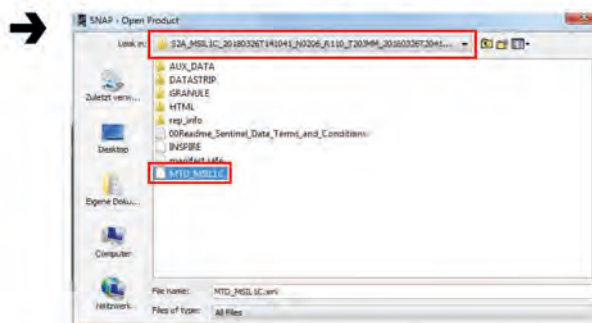 SNAP - Open Product
Look in:
AUX_DATA
DATASTRIP
GRANULE
HTML
rep_info
00Readme_Sentinel_Data_Terms_and_Conditions
INSPIRE
manifest.safe
MTD_MSIL1C
Zuletzt verw...
Desktop
Eigene Doku...
Computer
Netzwerk
File name: MTD_MSIL1C.xml
Files of type: All Files